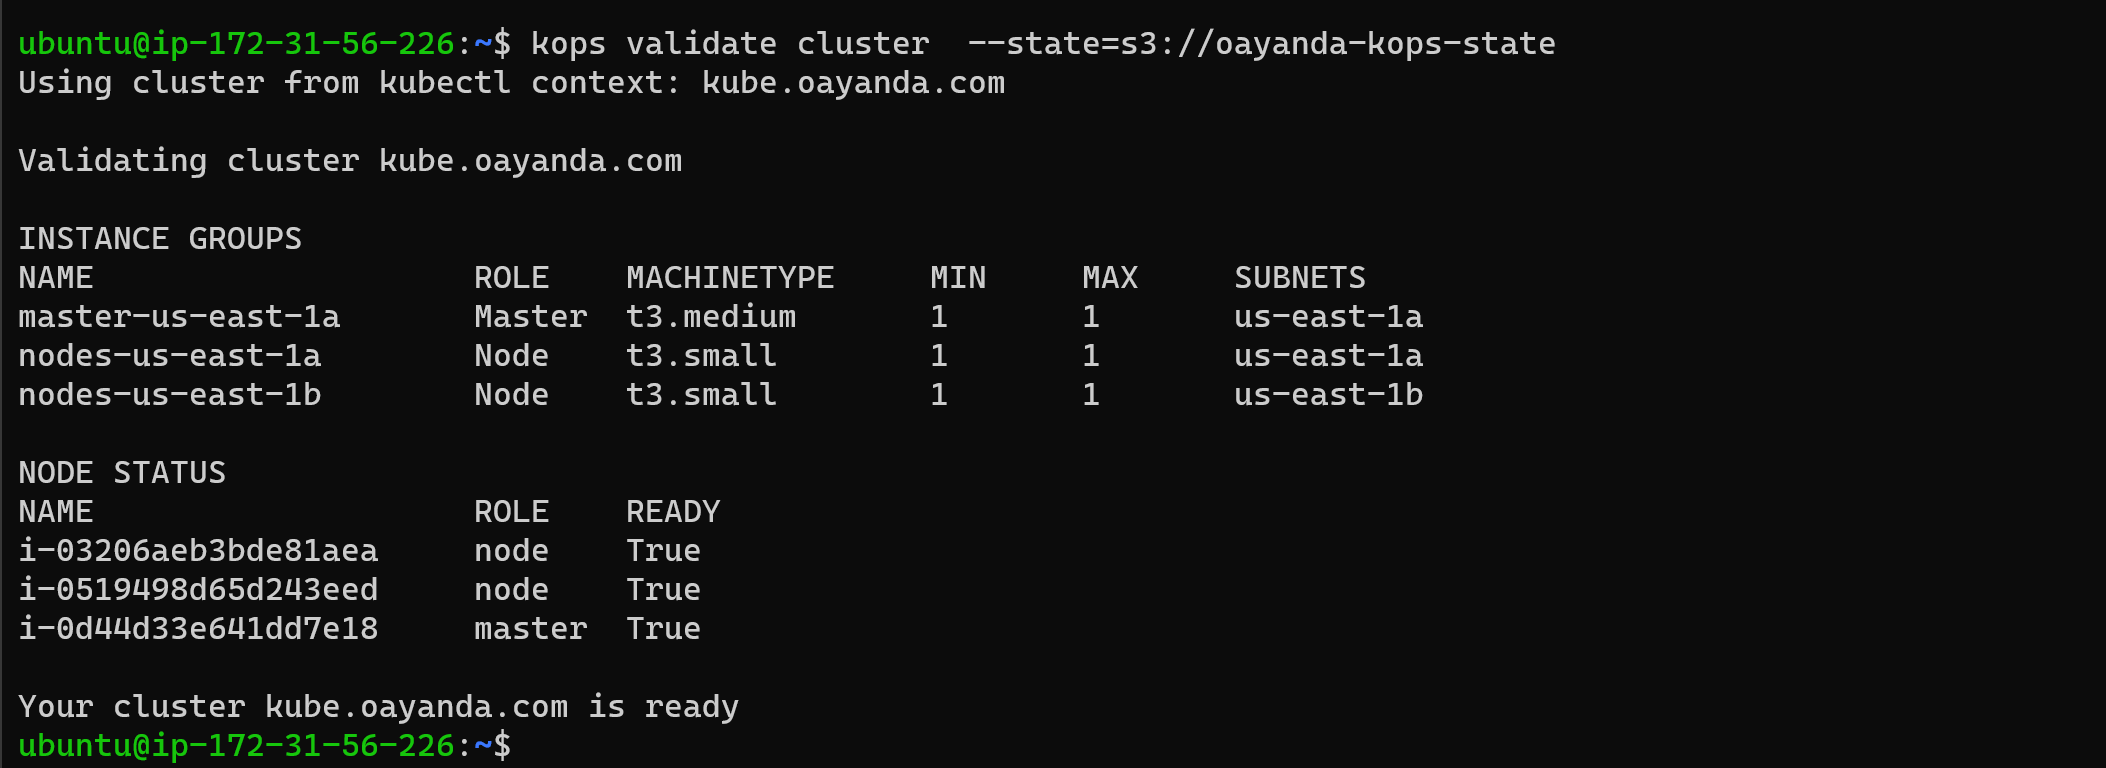 ubuntu@ip-172-31-56-226:~$ kops validate cluster  --state=s3://oayanda-kops-state
Using cluster from kubectl context: kube.oayanda.com
Validating cluster kube.oayanda.com
INSTANCE GROUPS
NAME                    ROLE    MACHINETYPE     MIN     MAX     SUBNETS
master-us-east-1a       Master  t3.medium       1       1       us-east-1a
nodes-us-east-1a        Node    t3.small        1       1       us-east-1a
nodes-us-east-1b        Node    t3.small        1       1       us-east-1b
NODE STATUS
NAME                    ROLE    READY
i-03206aeb3bde81aea     node    True
i-0519498d65d243eed     node    True
i-0d44d33e641dd7e18     master  True
Your cluster kube.oayanda.com is ready
ubuntu@ip-172-31-56-226:~$